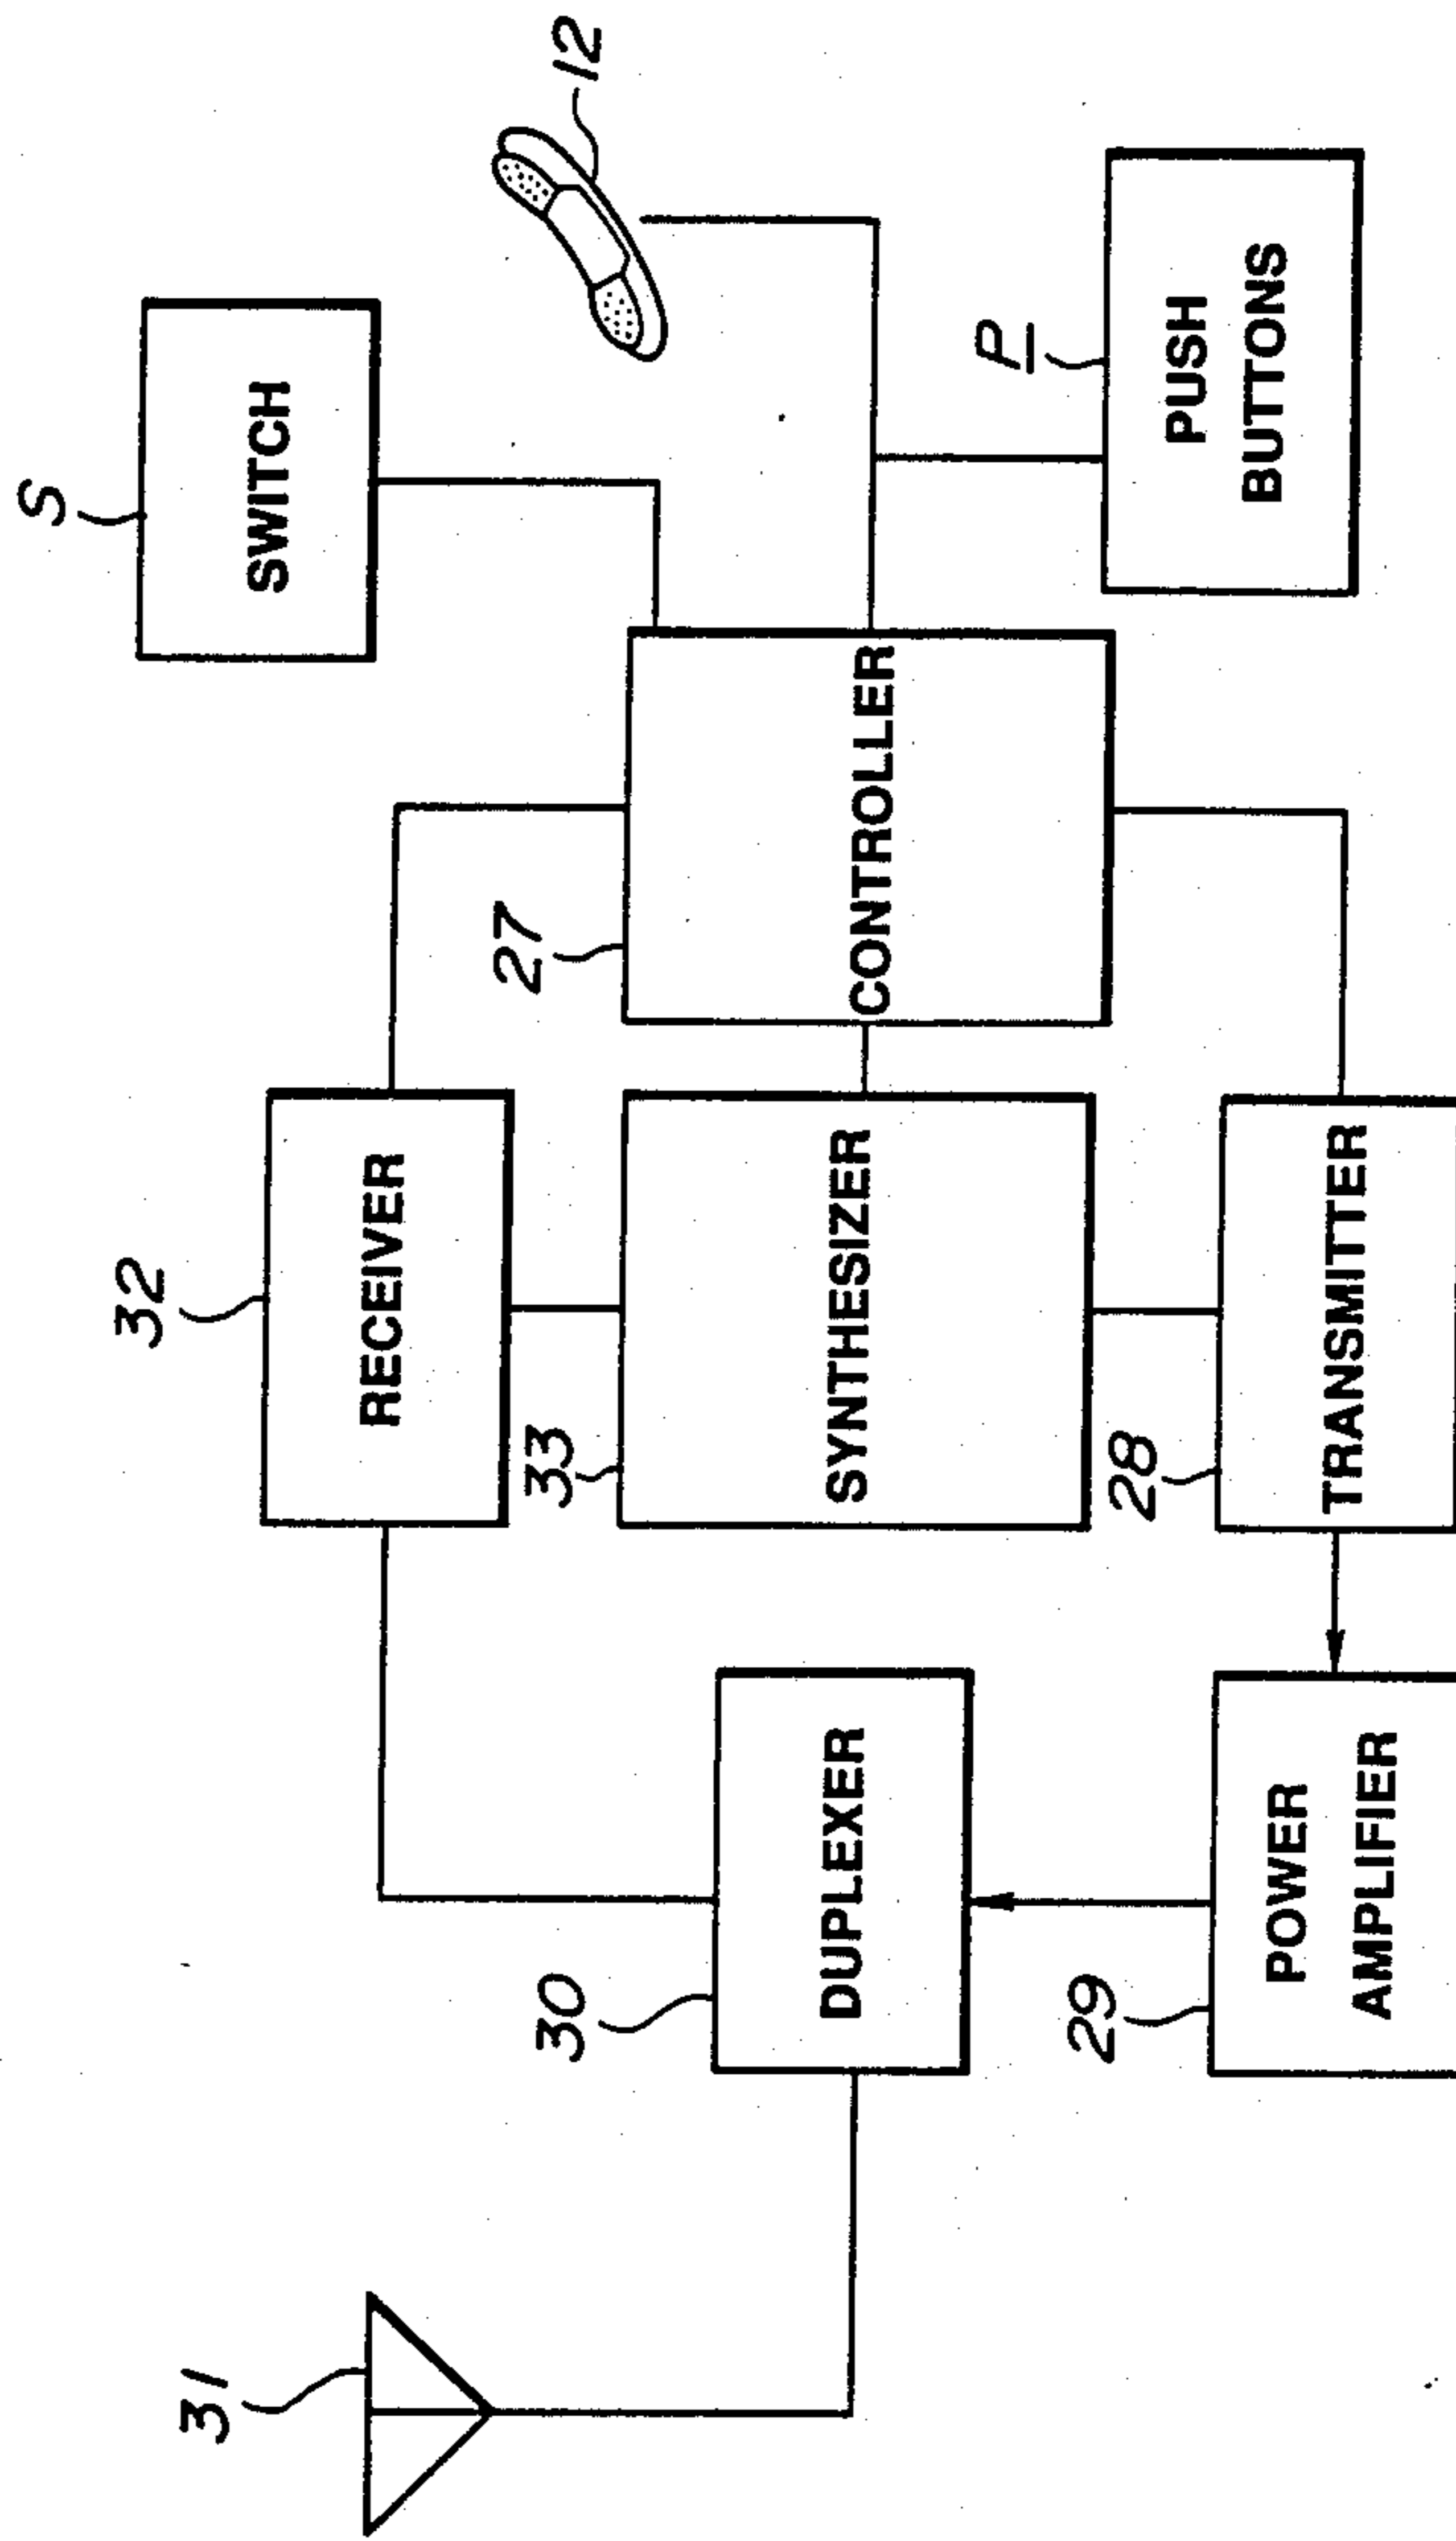 S
SWITCH
12
32
RECEIVER
27
CONTROLLER
33
SYNTHESIZER
31
30
DUPLEXER
P
PUSH
BUTTONS
28
TRANSMITTER
29
POWER
AMPLIFIER